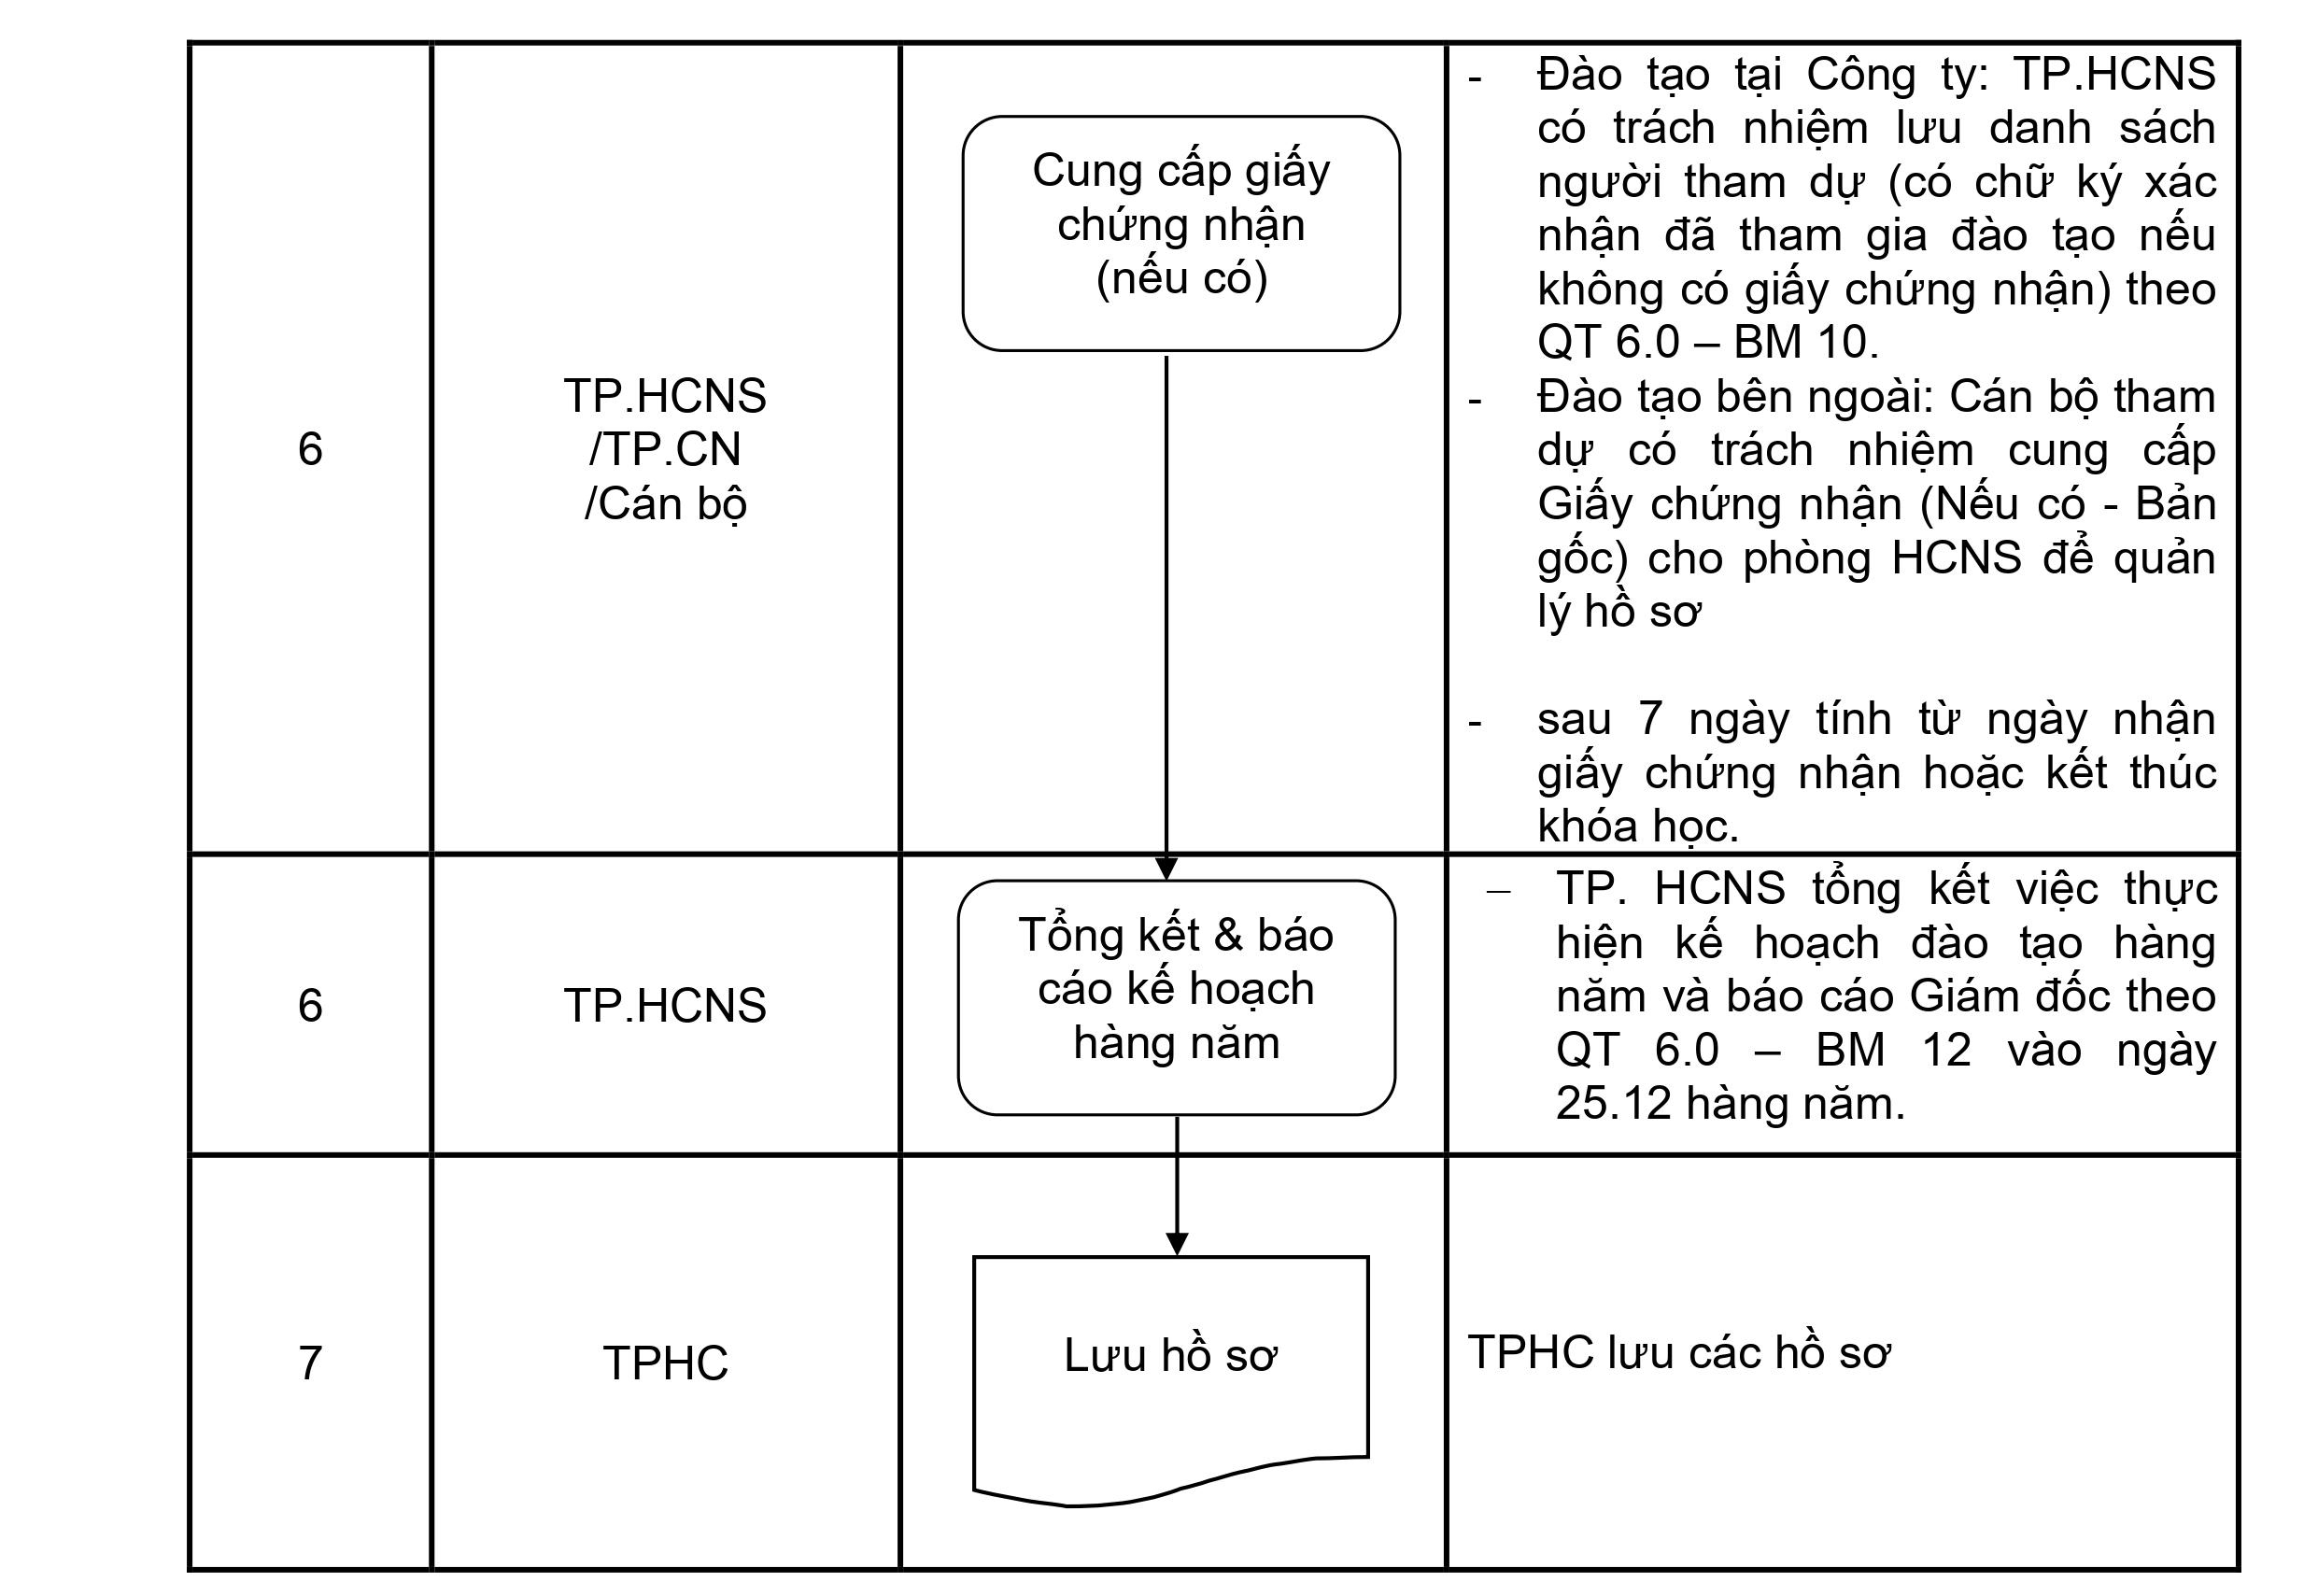 6
TP.HCNS
/TP.CN
/Cán bộ
Cung cấp giấy
chứng nhận
(nếu có)
- Đào tạo tại Công ty: TP.HCNS
có trách nhiệm lưu danh sách
người tham dự (có chữ ký xác
nhận đã tham gia đào tạo nếu
không có giấy chứng nhận) theo
QT 6.0 – BM 10.
- Đào tạo bên ngoài: Cán bộ tham
dự có trách nhiệm cung cấp
Giấy chứng nhận (Nếu có - Bản
gốc) cho phòng HCNS để quản
lý hồ sơ
- sau 7 ngày tính từ ngày nhận
giấy chứng nhận hoặc kết thúc
khóa học.
6
TP.HCNS
Tổng kết & báo
cáo kế hoạch
hàng năm
– TP. HCNS tổng kết việc thực
hiện kế hoạch đào tạo hàng
năm và báo cáo Giám đốc theo
QT 6.0 – BM 12 vào ngày
25.12 hàng năm.
7
TPHC
Lưu hồ sơ
TPHC lưu các hồ sơ